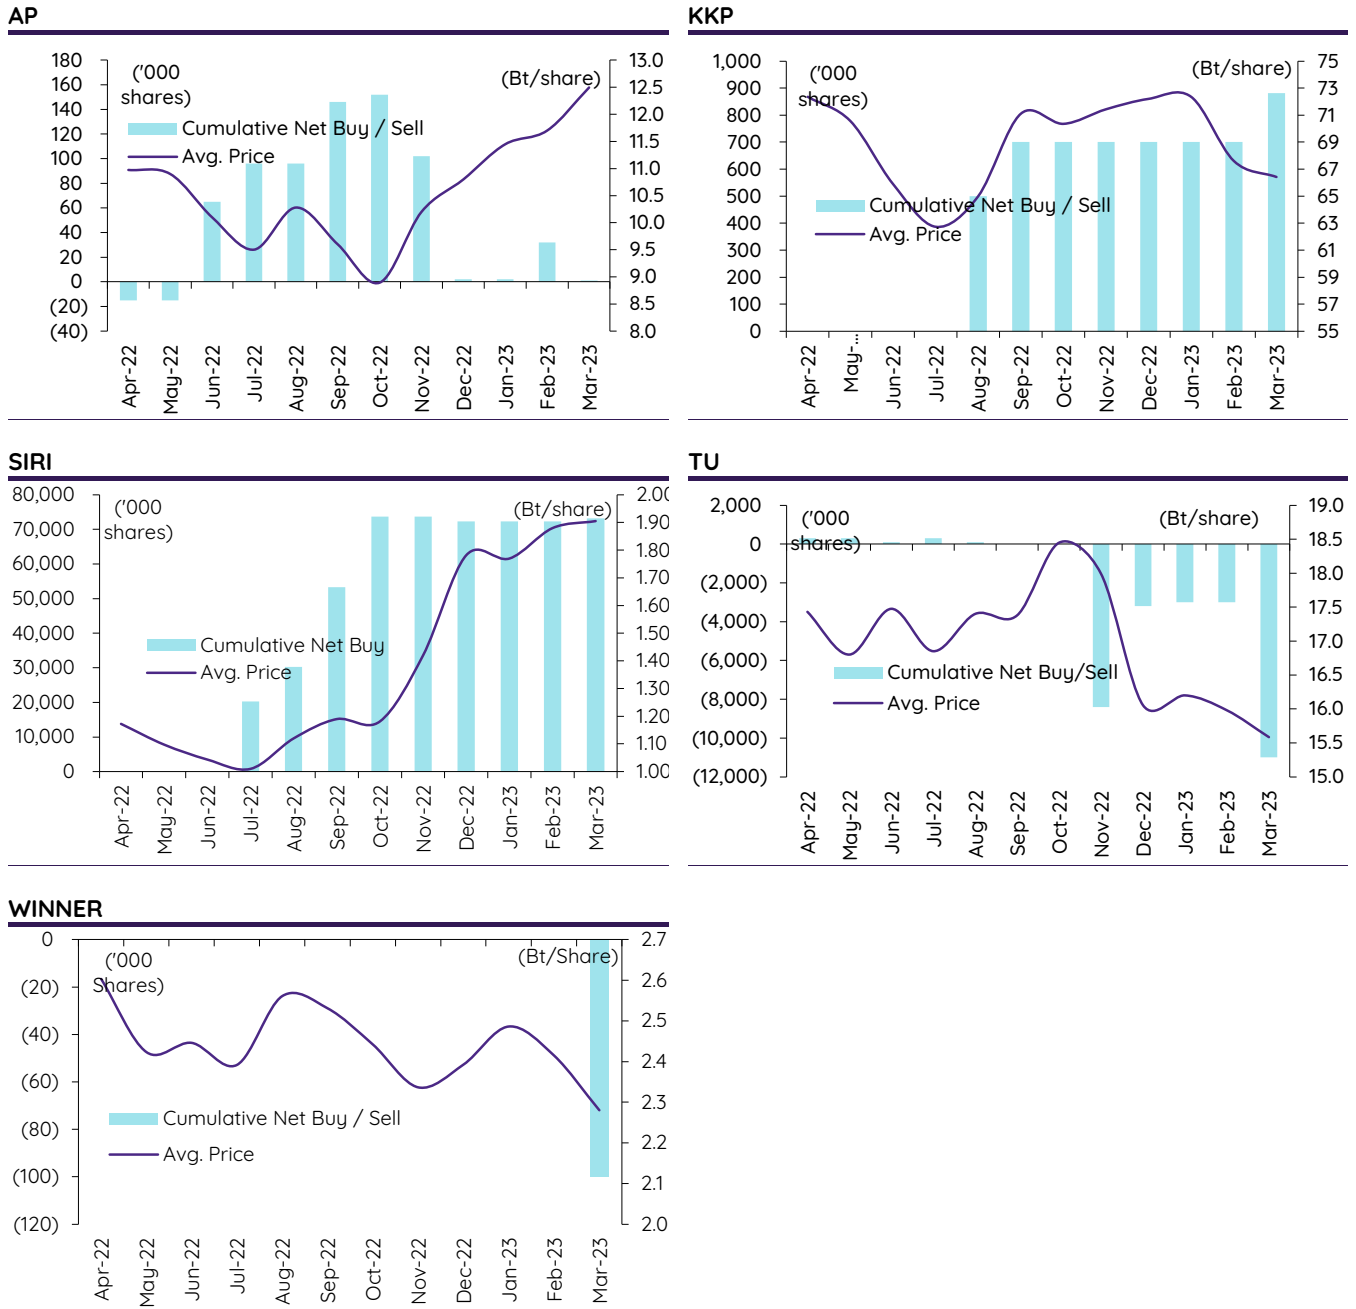 AP
180
160
140
120
100
80
60
40
20
0
(20)
(40)
('000
shares)
(Bt/share)
Cumulative Net Buy / Sell
Avg. Price
13.0
12.5
12.0
11.5
11.0
10.5
10.0
9.5
9.0
8.5
8.0
Apr-22
May-22
Jun-22
Jul-22
Aug-22
Sep-22
Oct-22
Nov-22
Dec-22
Jan-23
Feb-23
Mar-23
KKP
1,000
900
800
700
600
500
400
300
200
100
0
('000
shares)
(Bt/share)
Cumulative Net Buy / Sell
Avg. Price
75
73
71
69
67
65
63
61
59
57
55
Apr-22
May-...
Jun-22
Jul-22
Aug-22
Sep-22
Oct-22
Nov-22
Dec-22
Jan-23
Feb-23
Mar-23
SIRI
80,000
70,000
60,000
50,000
40,000
30,000
20,000
10,000
0
('000
shares)
(Bt/share)
Cumulative Net Buy
Avg. Price
2.00
1.90
1.80
1.70
1.60
1.50
1.40
1.30
1.20
1.10
1.00
Apr-22
May-22
Jun-22
Jul-22
Aug-22
Sep-22
Oct-22
Nov-22
Dec-22
Jan-23
Feb-23
Mar-23
TU
2,000
0
(2,000)
(4,000)
(6,000)
(8,000)
(10,000)
(12,000)
('000
shares)
(Bt/share)
Cumulative Net Buy/Sell
Avg. Price
19.0
18.5
18.0
17.5
17.0
16.5
16.0
15.5
15.0
Apr-22
May-22
Jun-22
Jul-22
Aug-22
Sep-22
Oct-22
Nov-22
Dec-22
Jan-23
Feb-23
Mar-23
WINNER
0
(20)
(40)
(60)
(80)
(100)
(120)
('000
Shares)
(Bt/Share)
Cumulative Net Buy / Sell
Avg. Price
2.7
2.6
2.5
2.4
2.3
2.2
2.1
2.0
Apr-22
May-22
Jun-22
Jul-22
Aug-22
Sep-22
Oct-22
Nov-22
Dec-22
Jan-23
Feb-23
Mar-23